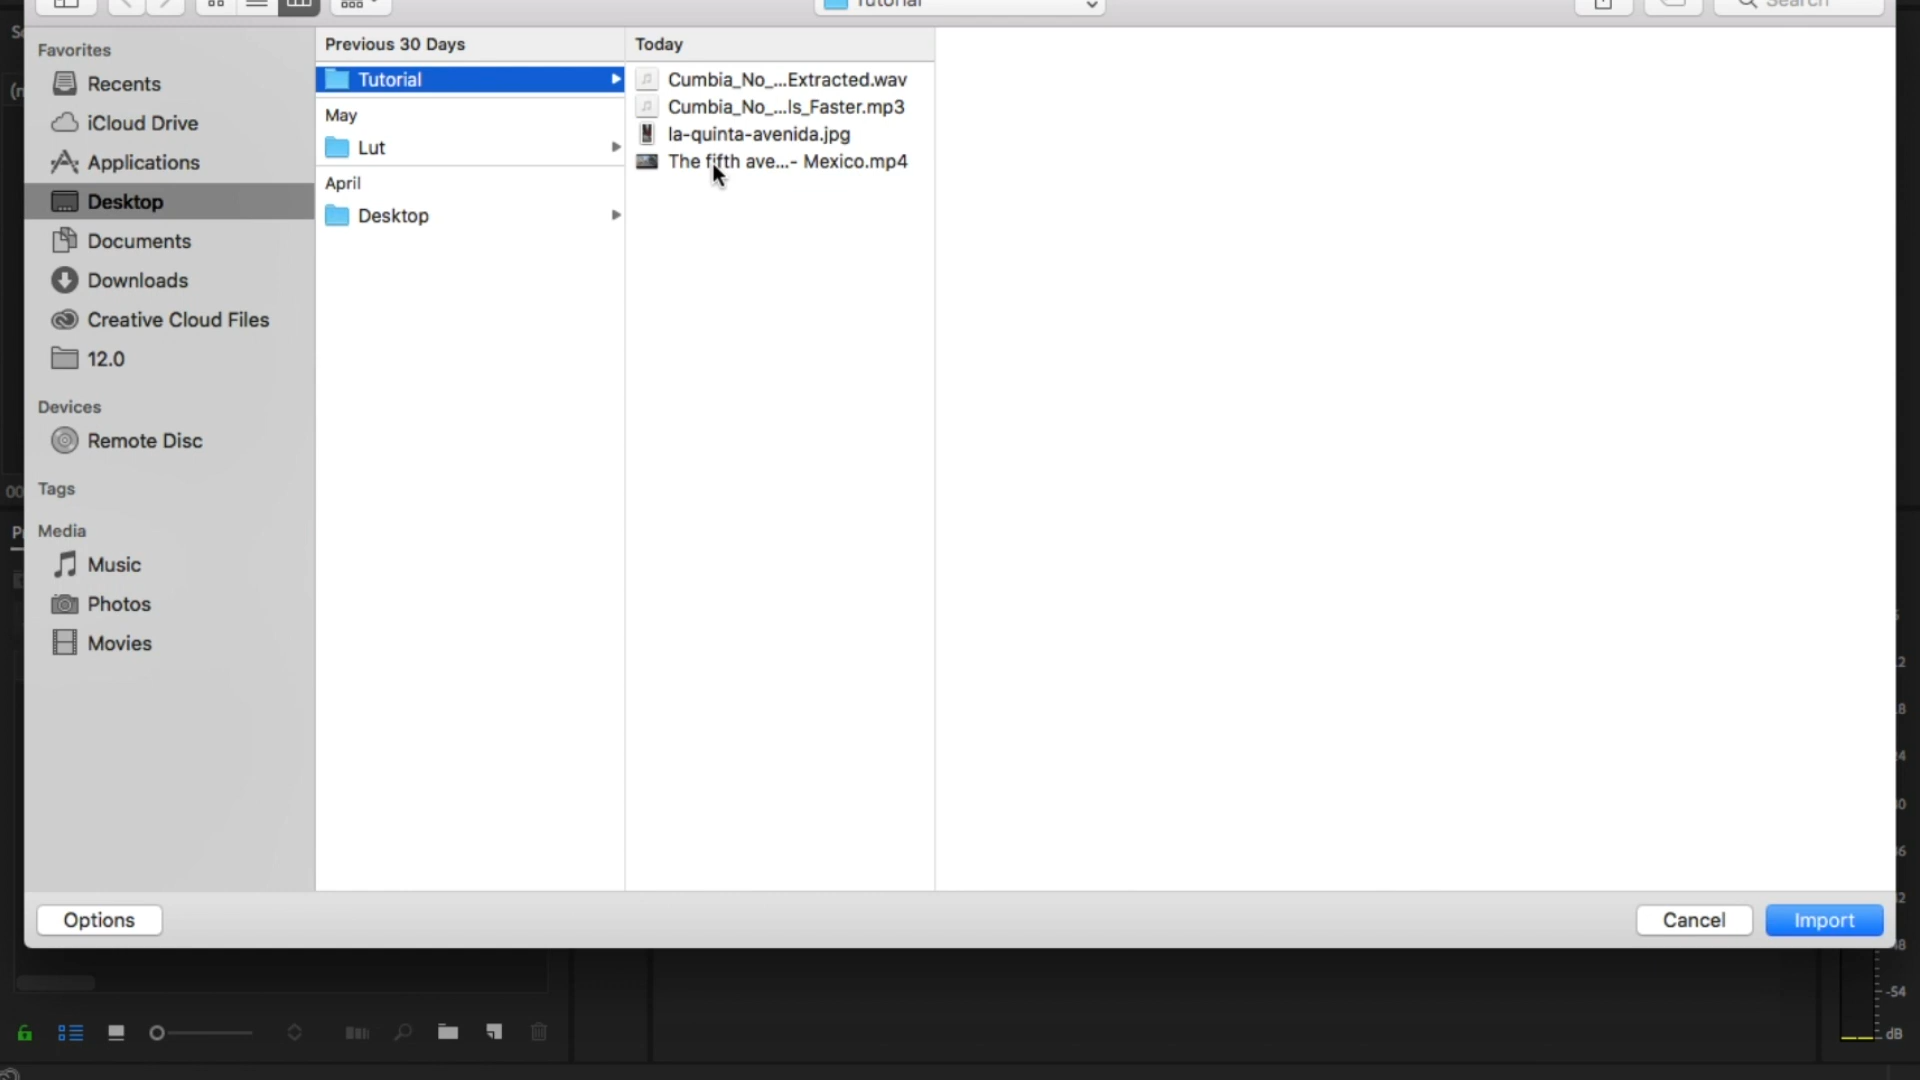 Tutorial
Search
Favorites
Recents
iCloud Drive
Applications
Desktop
Documents
Downloads
Creative Cloud Files
12.0
Devices
Remote Disc
Tags
Media
Music
Photos
Movies
Previous 30 Days
Tutorial
May
Lut
April
Desktop
Today
Cumbia_No_...Extracted.wav
Cumbia_No_...ls_Faster.mp3
la-quinta-avenida.jpg
The fifth ave...- Mexico.mp4
Options
Cancel
Import
-54
dB